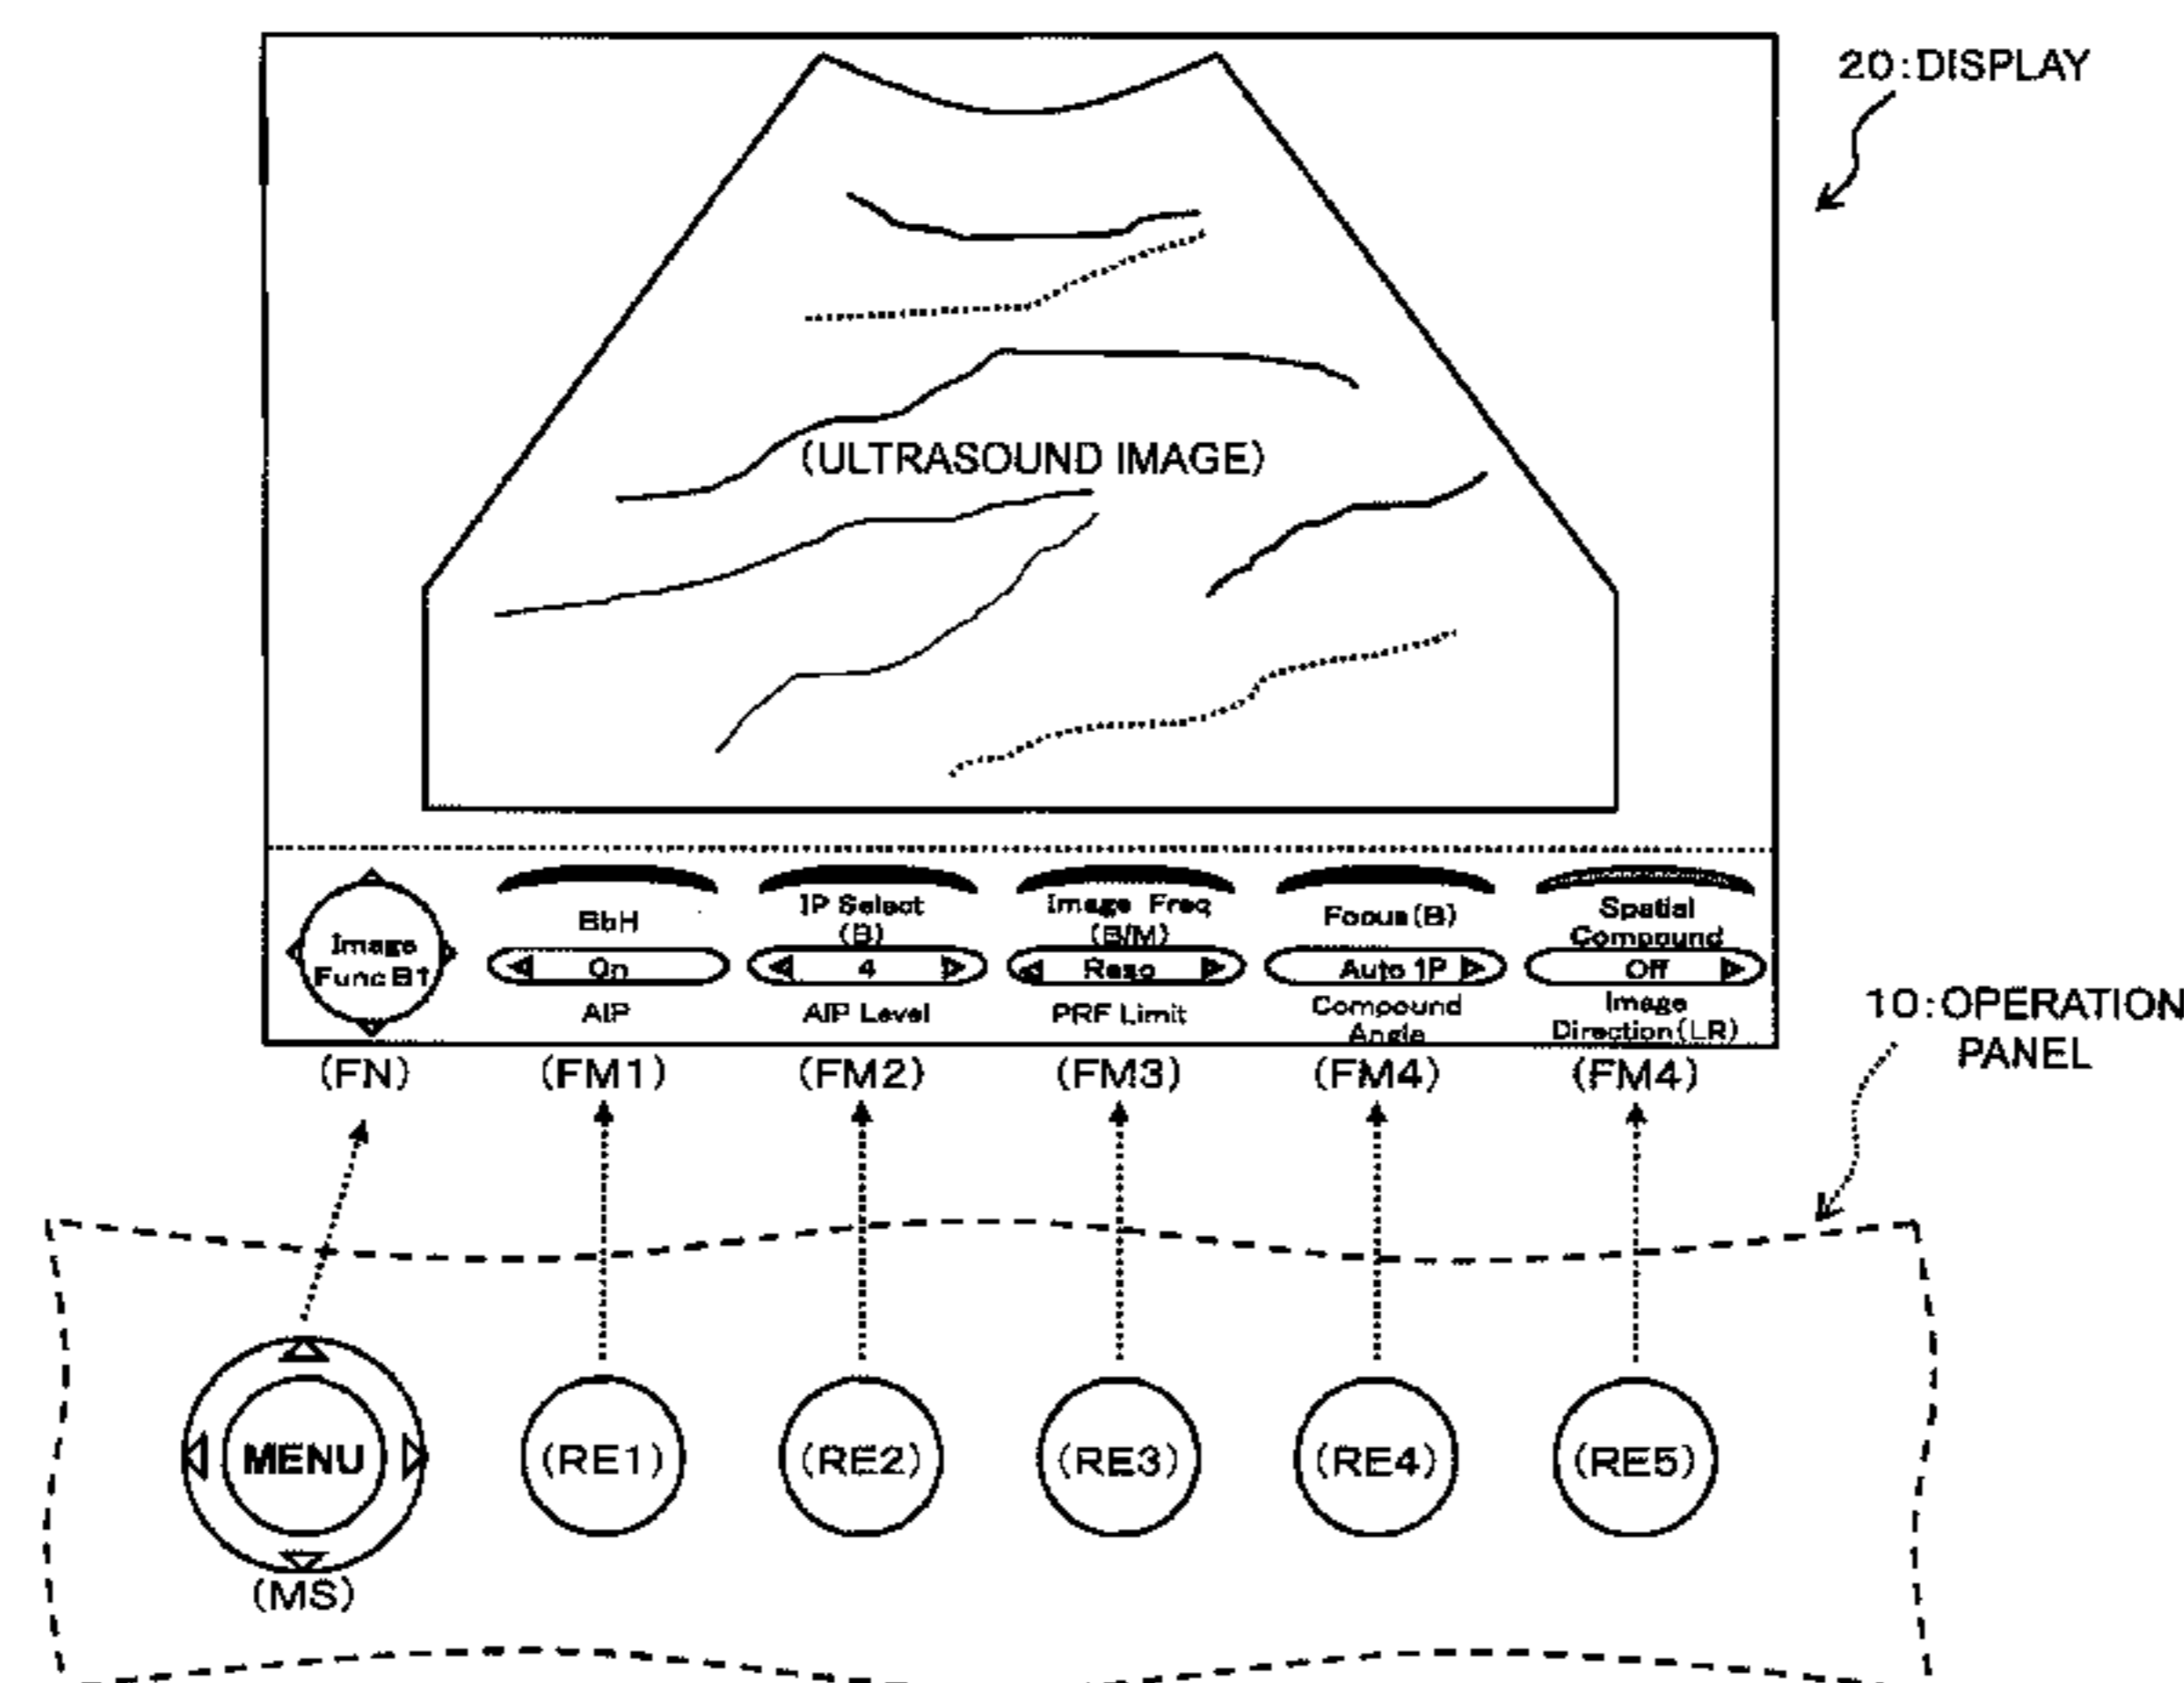 20:DISPLAY
(ULTRASOUND IMAGE)
Image
Func B1
BbH
On
AIP
IP Select
(B)
4
AIP Level
Image Freq
(B/M)
Reso
PRF Limit
Focus(B)
Auto 1P
Compound
Angle
Spatial
Compound
Off
Image
Direction(LR)
10:OPERATION
PANEL
(FN) (FM1) (FM2) (FM3) (FM4) (FM4)
MENU (RE1) (RE2) (RE3) (RE4) (RE5)
(MS)